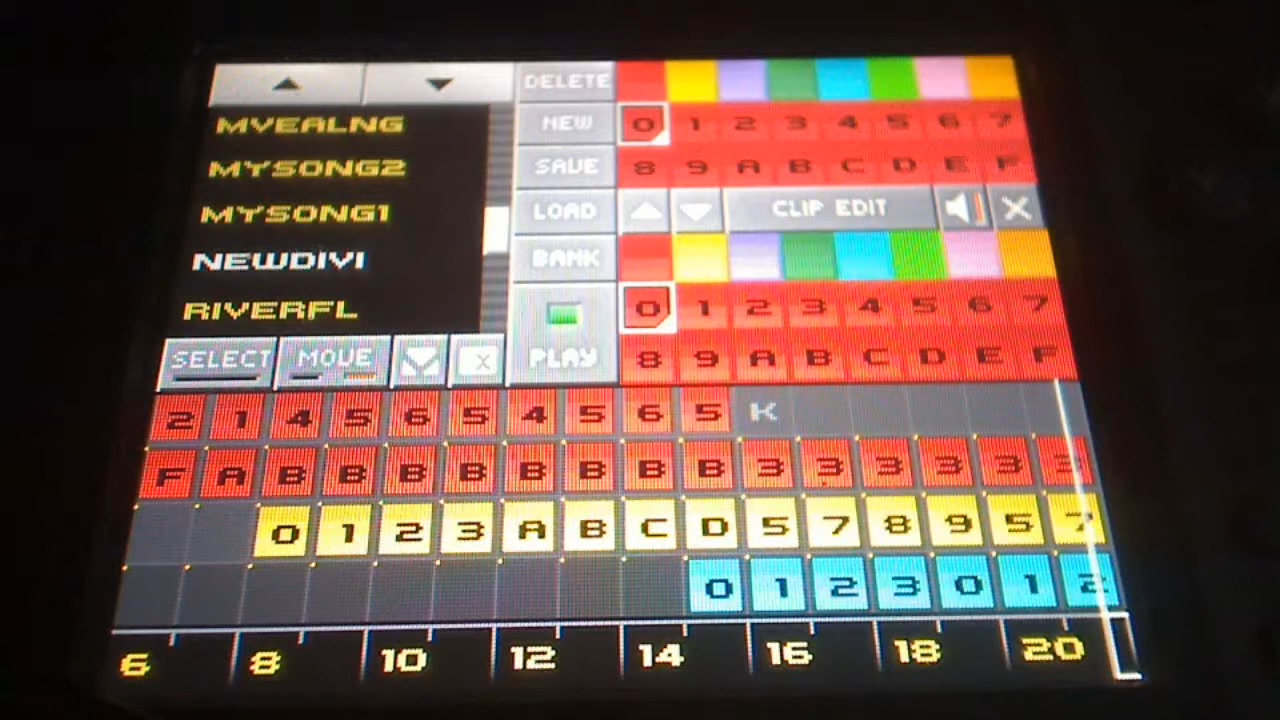 DELETE
MYEALNG NEW 0 1 2 3 4 5 6 7
MYSONG2 SAVE 8 9 A B C D E F
MYSONG1 LOAD CLIP EDIT X
NEWDIVI BANK
RIVERFL 0 1 2 3 4 5 6 7
SELECT MOVE X PLAY 8 9 A B C D E F
2 1 4 5 6 5 4 5 6 5 K
F A B B B B B B B B 3 3 3 3 3 3
0 1 2 3 A B C D 5 7 8 9 5 7
0 1 2 3 0 1 2
6 8 10 12 14 16 18 20